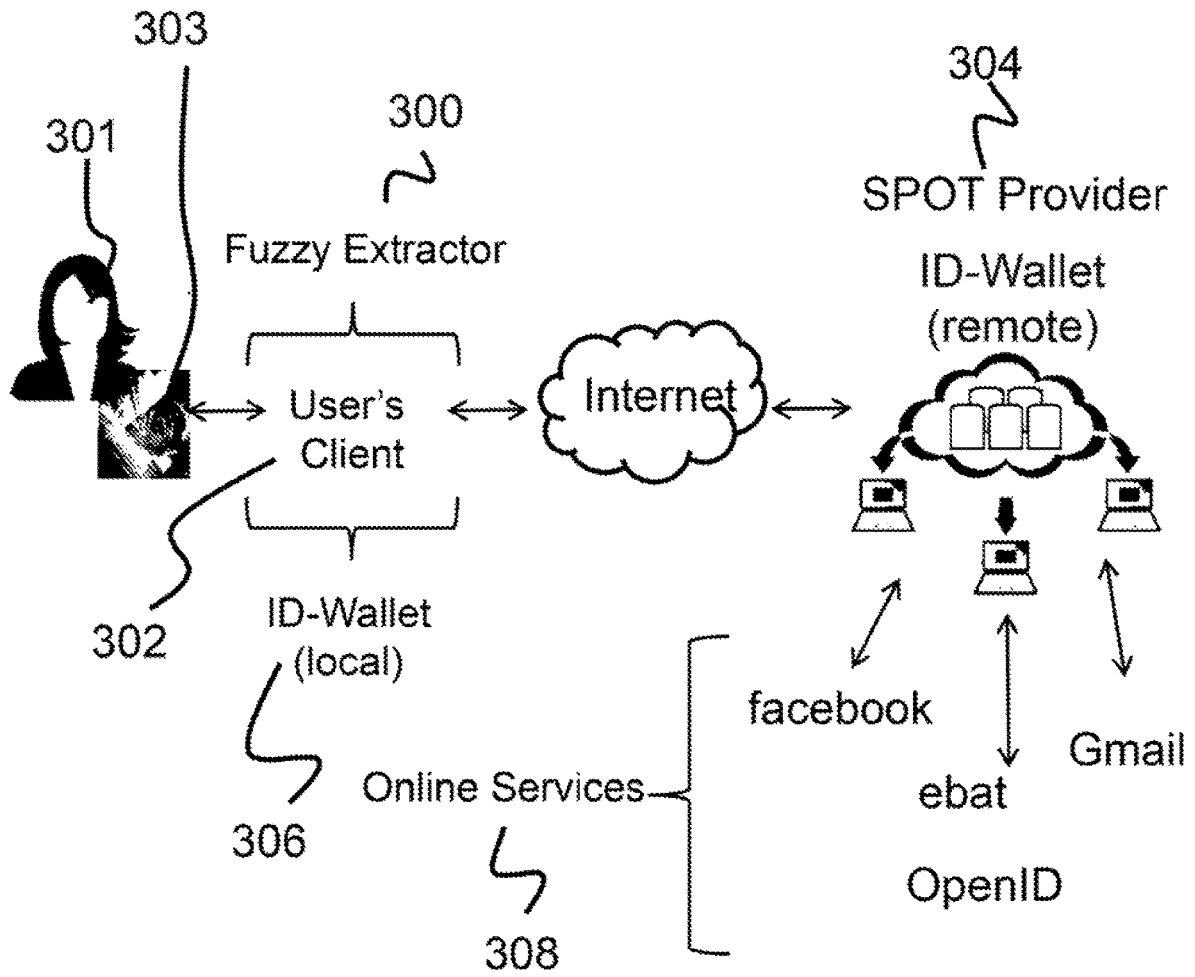 303
304
300
301
SPOT Provider
Fuzzy Extractor
ID-Wallet
(remote)
User's
Client
Internet
302
ID-Wallet
(local)
facebook
Gmail
Online Services
ebat
306
OpenID
308